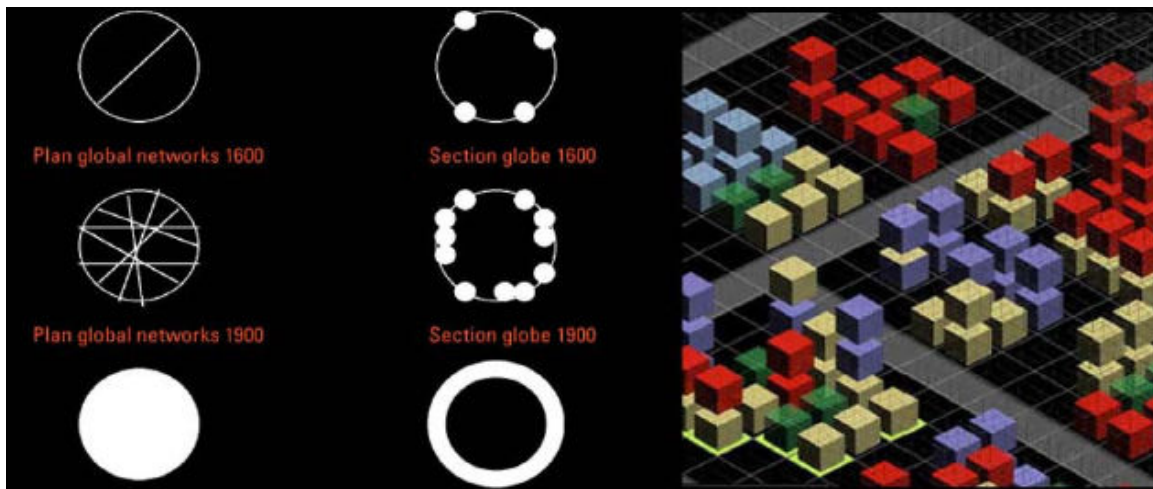 Plan global networks 1600
Section globe 1600
Plan global networks 1900
Section globe 1900